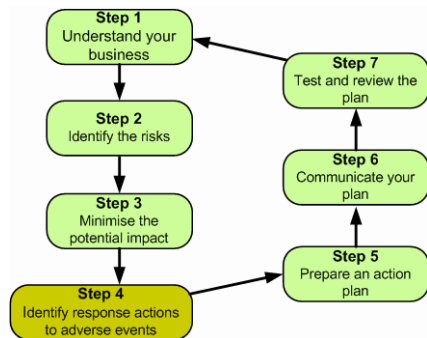 Step 1
Understand your
business
Step 2
Identify the risks
Step 3
Minimise the
potential impact
Step 4
Identify response actions
to adverse events
Step 5
Prepare an action
plan
Step 6
Communicate your
plan
Step 7
Test and review the
plan